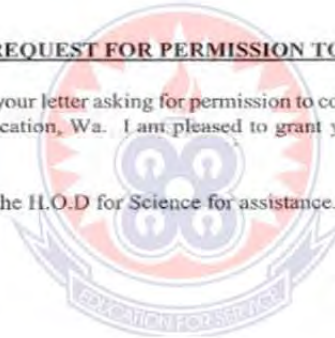 REQUEST FOR PERMISSION TO
your letter asking for permission to co
cation, Wa. I am pleased to grant y
he H.O.D for Science for assistance.
EDUCATION FOR SERVICE